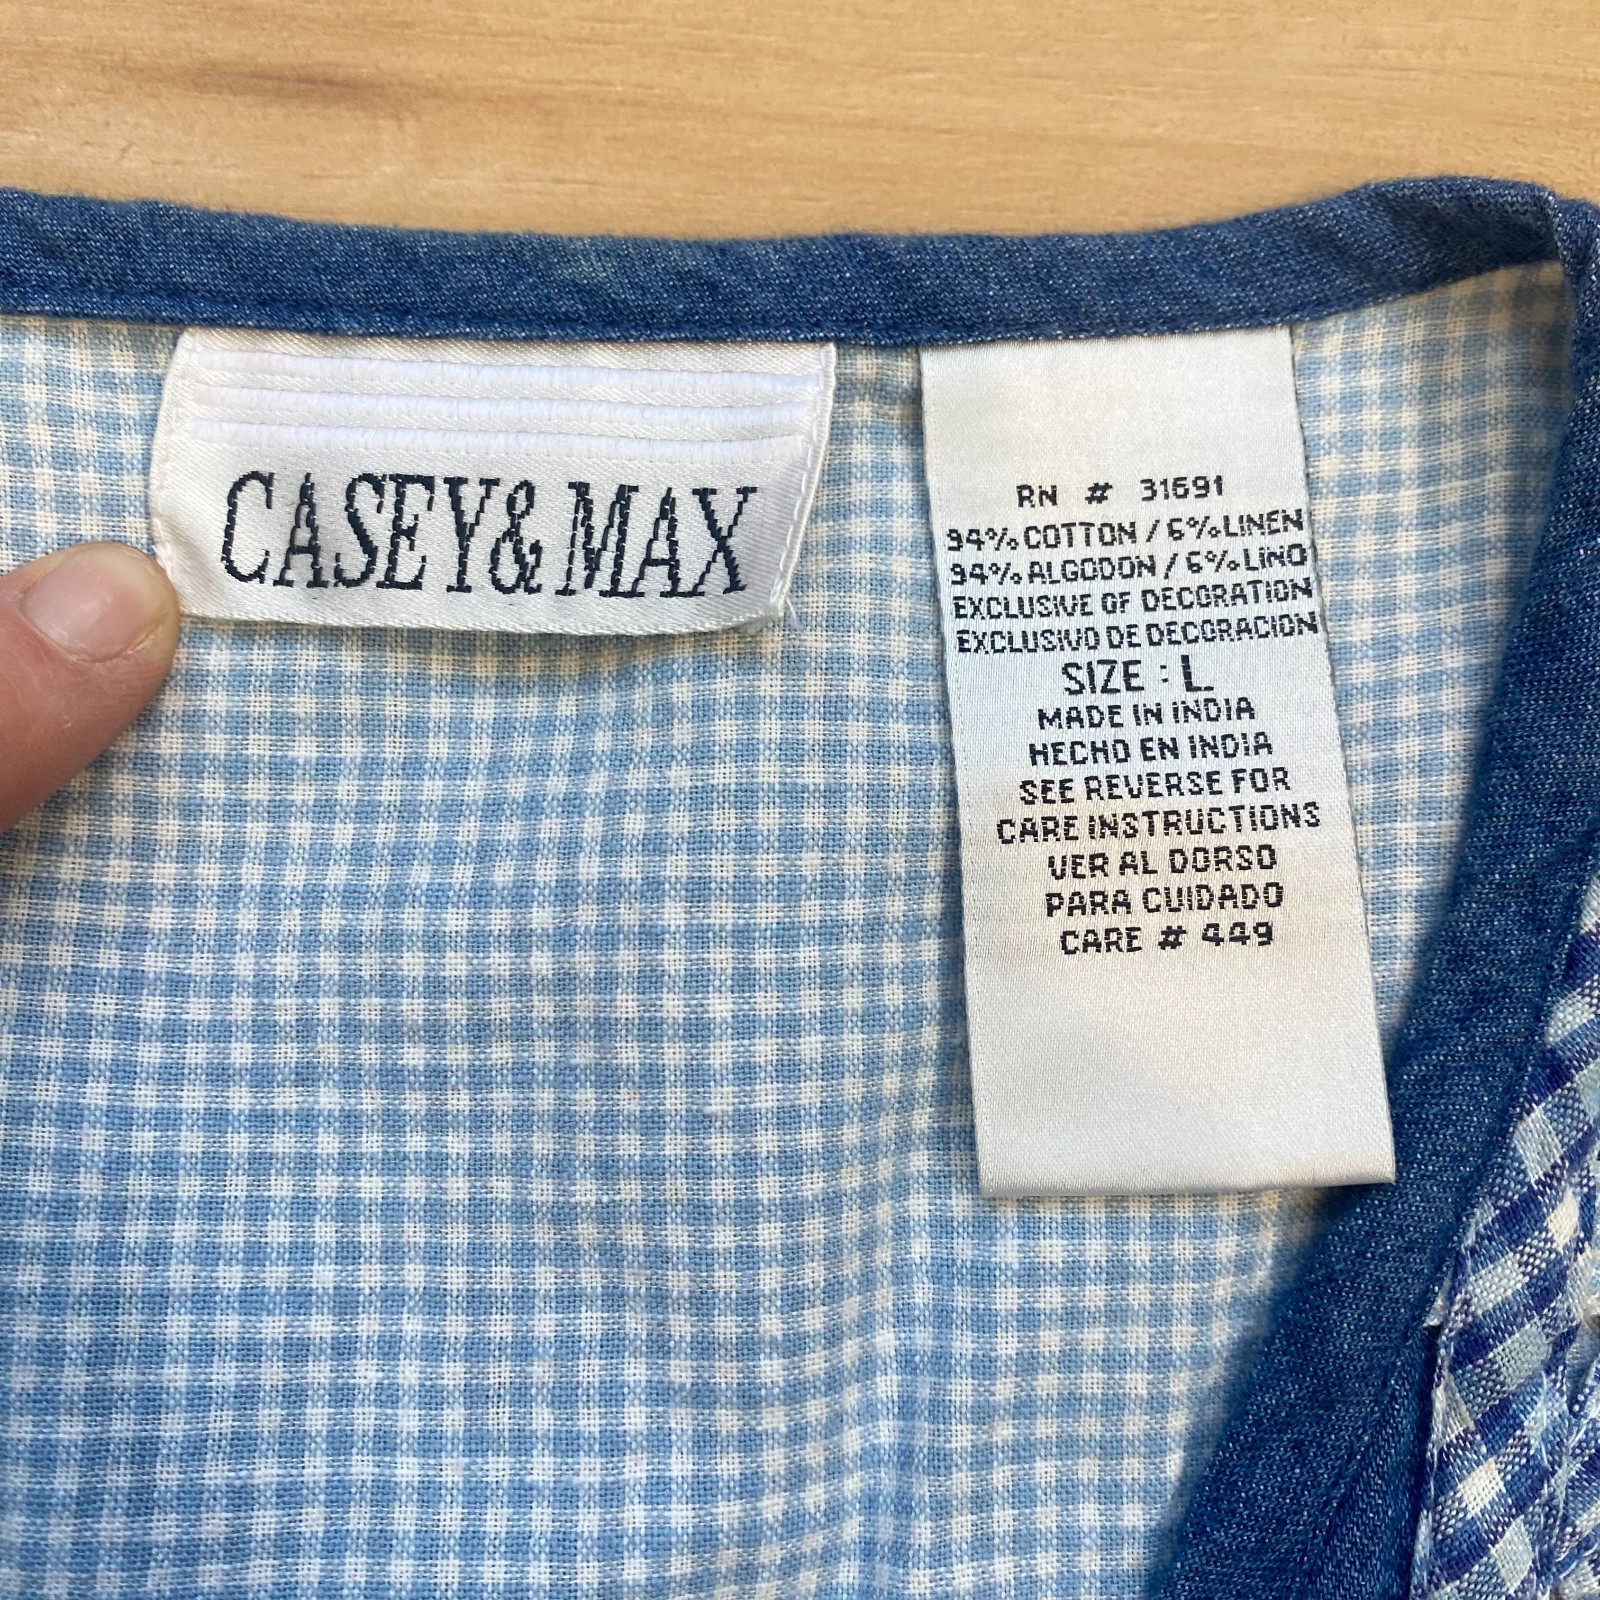 CASEY & MAX
RN # 31691
94% COTTON / 6% LINEN
94% ALGODON / 6% LINO
EXCLUSIVE OF DECORATION
EXCLUSIVO DE DECORACION
SIZE : L
MADE IN INDIA
HECHO EN INDIA
SEE REVERSE FOR
CARE INSTRUCTIONS
VER AL DORSO
PARA CUIDADO
CARE # 449